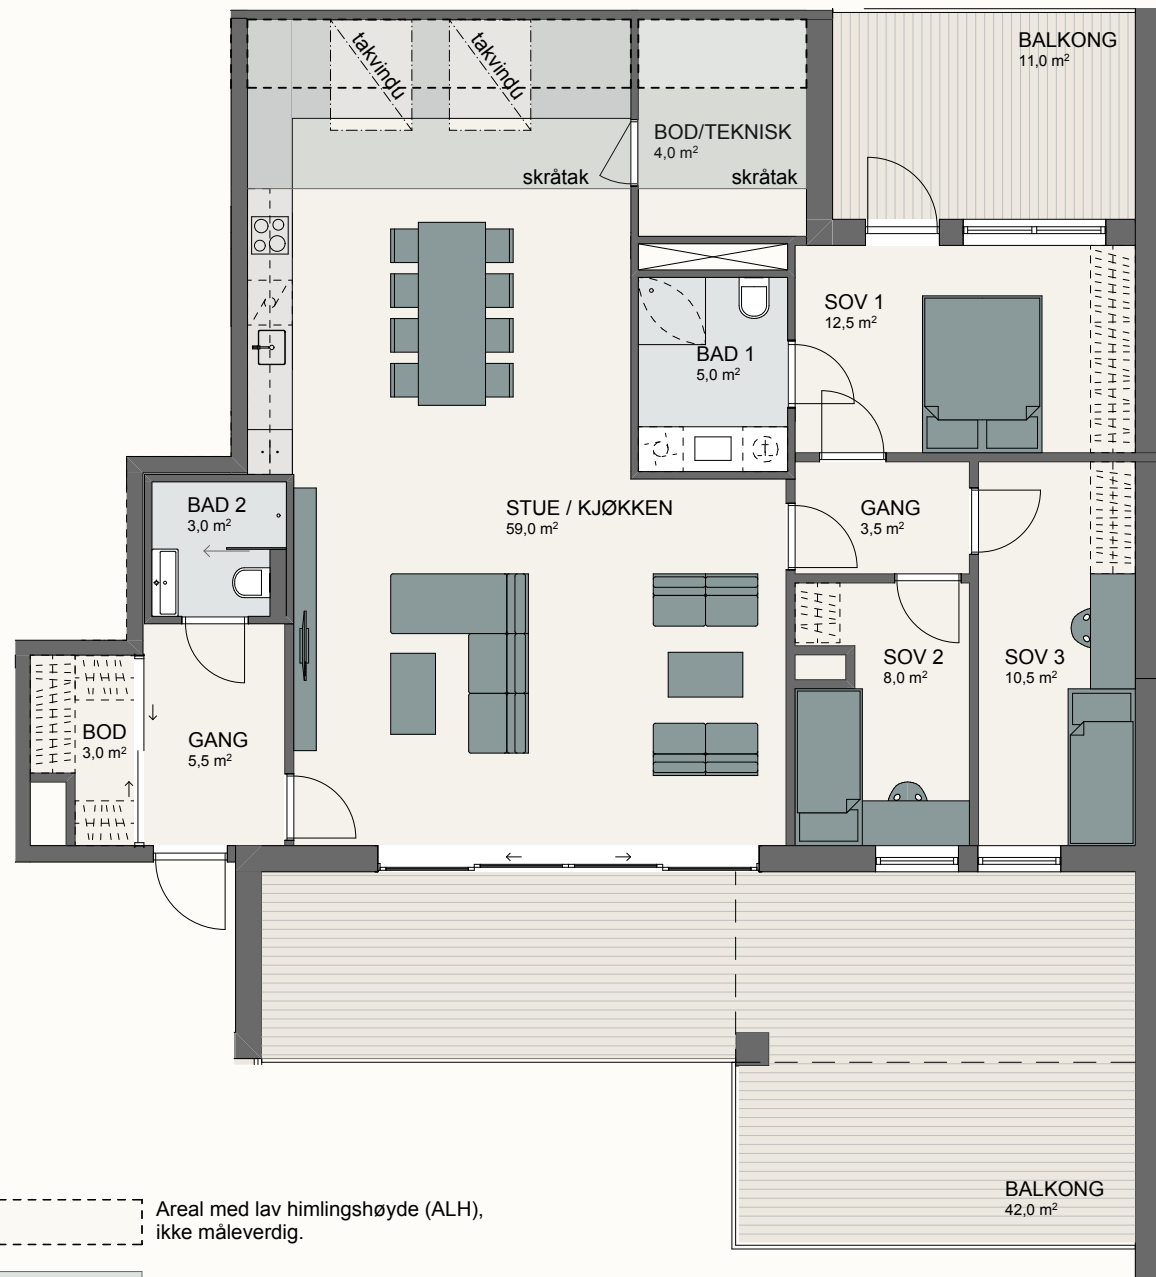 takvindu
takvindu
BALKONG
11,0 m²
BOD/TEKNISK
4,0 m²
skråtak
skråtak
SOV 1
12,5 m²
BAD 1
5,0 m²
BAD 2
3,0 m²
STUE / KJØKKEN
59,0 m²
GANG
3,5 m²
SOV 2
8,0 m²
SOV 3
10,5 m²
BOD
3,0 m²
GANG
5,5 m²
BALKONG
42,0 m²
Areal med lav himlingshøyde (ALH),
ikke måleverdig.